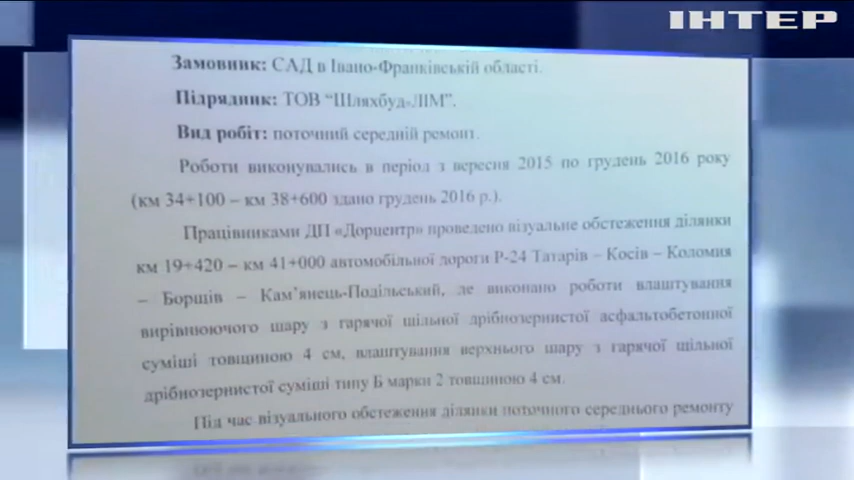 ІНТЕР
Замовник: САД в Івано-Франківській області.
Підрядник: ТОВ “Шляхбуд-ЛІМ”.
Вид робіт: поточний середній ремонт.
Роботи виконувались в період з вересня 2015 по грудень 2016 року
(км 34+100 – км 38+600 здано грудень 2016 р.).
Працівниками ДП «Дорцентр» проведено візуальне обстеження ділянки
км 19+420 – км 41+000 автомобільної дороги Р-24 Татарів – Косів – Коломия
– Борщів – Кам’янець-Подільський, де виконано роботи влаштування
вирівнюючого шару з гарячої щільної дрібнозернистої асфальтобетонної
суміші товщиною 4 см, влаштування верхнього шару з гарячої щільної
дрібнозернистої суміші типу Б марки 2 товщиною 4 см.
Під час візуального обстеження ділянки поточного середнього ремонту